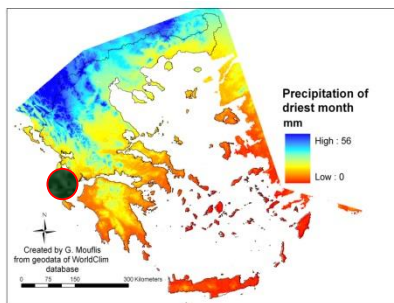 Precipitation of
driest month
mm
High : 56
Low : 0
N
Created by G. Mouflis
from geodata of WorldClim
database
0 75 150 300 Kilometers